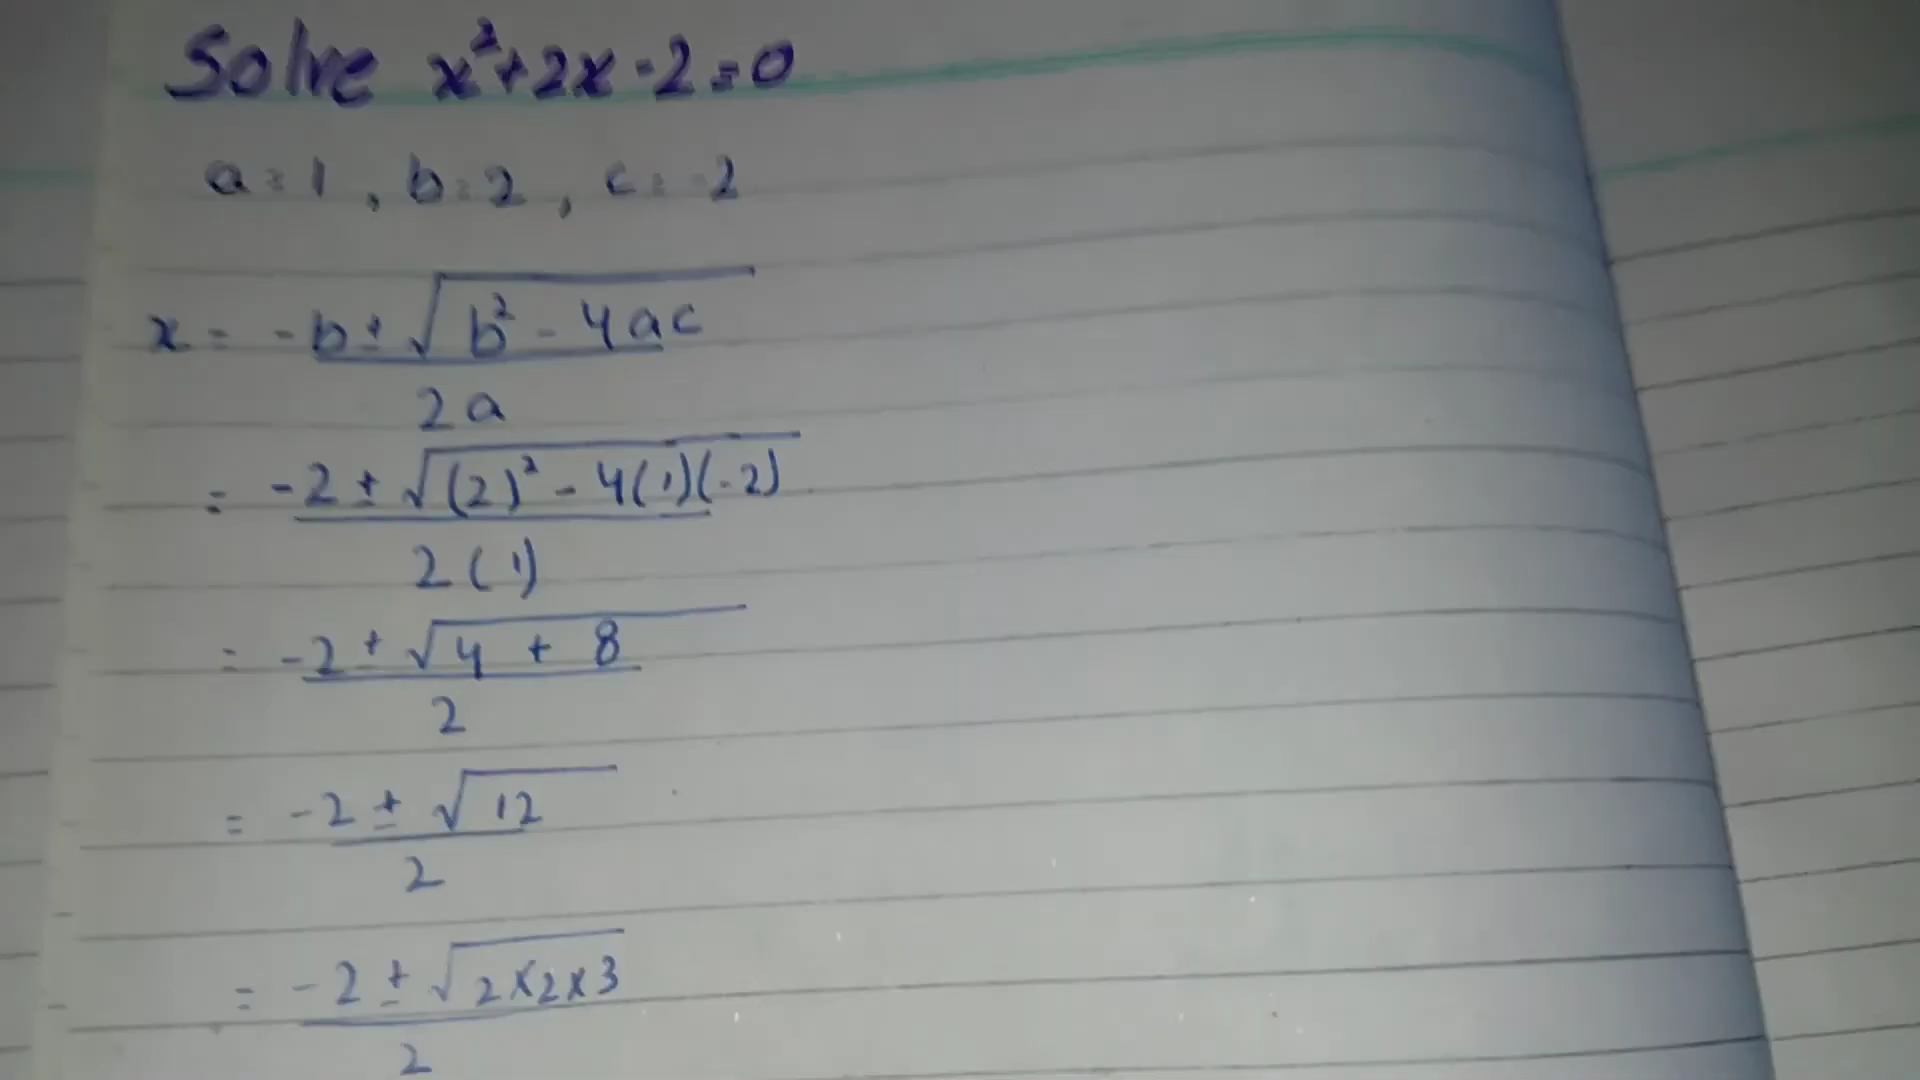 Solve x²+2x-2=0
a=1, b=2, c=-2
x = -b ± √b² - 4ac
2a
= -2 ± √(2)² - 4(1)(-2)
2(1)
= -2 ± √4 + 8
2
= -2 ± √12
2
= -2 ± √2×2×3
2